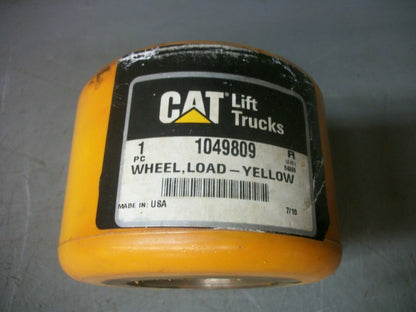 CAT Lift
Trucks
1 1049809 R
PC
WHEEL, LOAD - YELLOW
MADE IN: USA 7/10